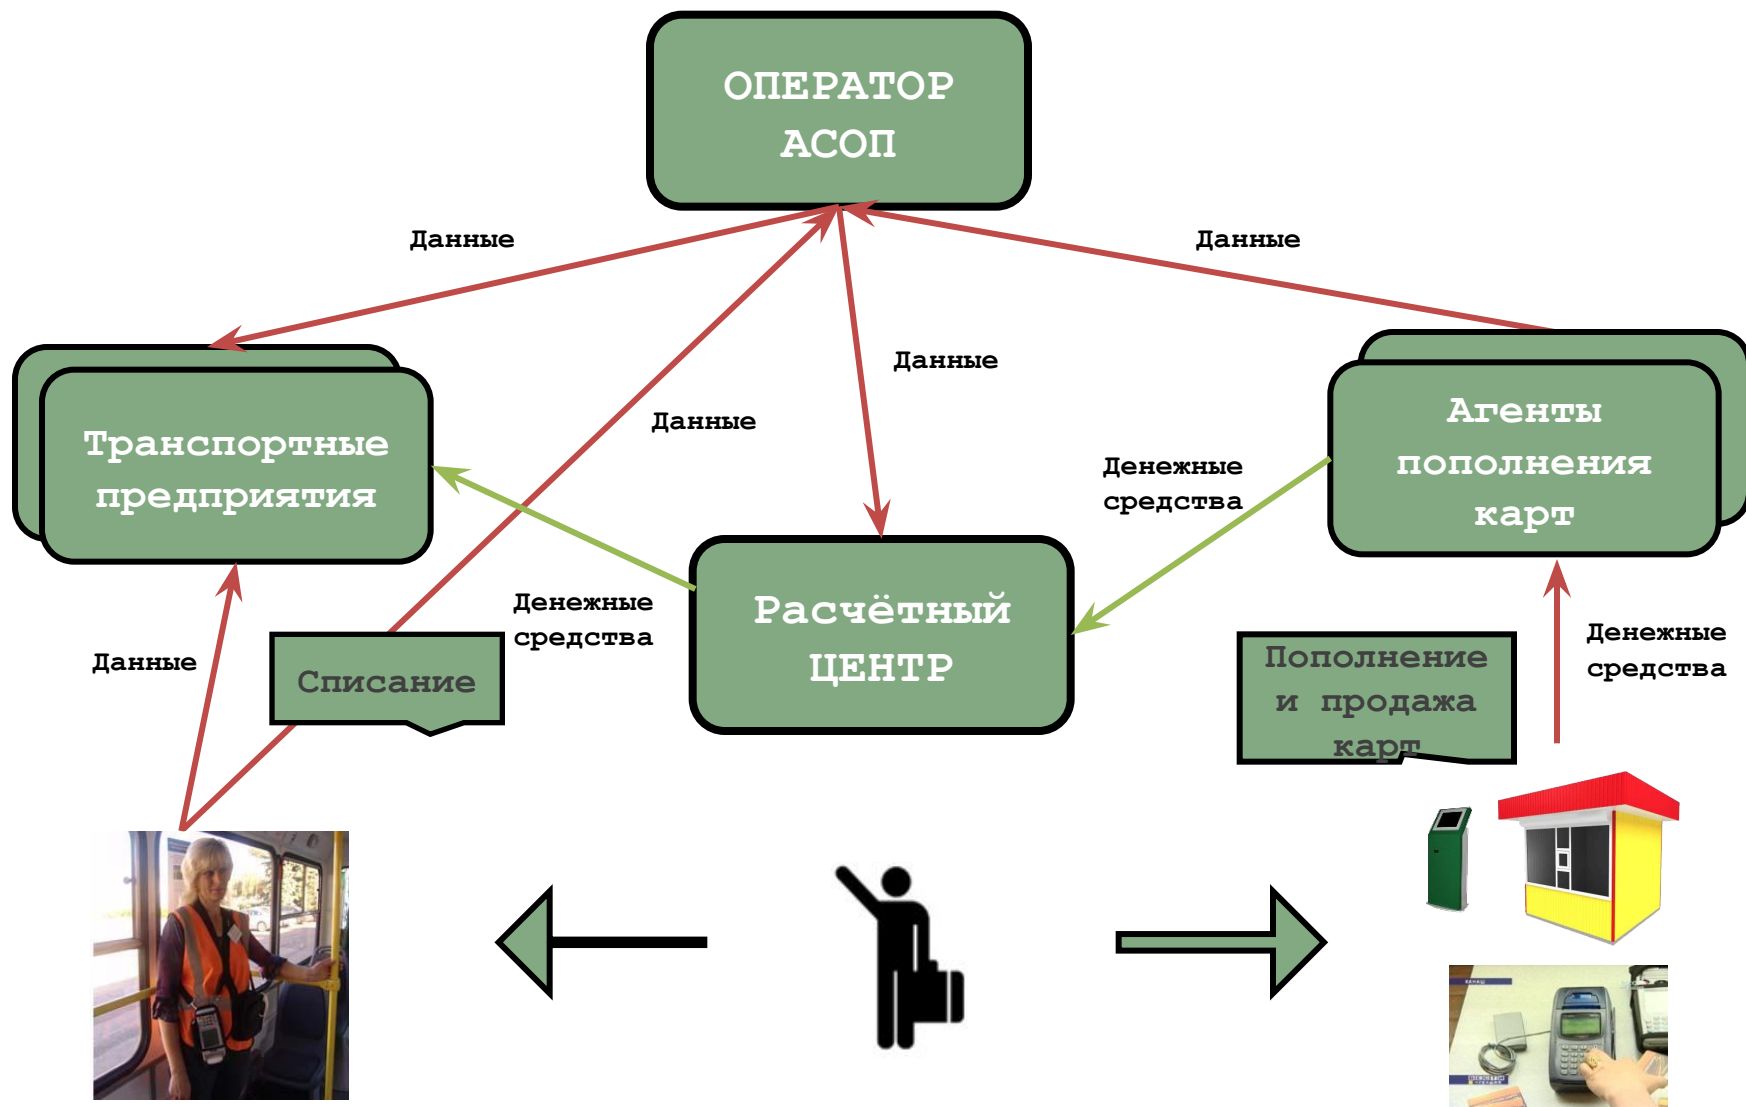 ОПЕРАТОР
АСОП
Данные
Данные
Данные
Данные
Транспортные
предприятия
Агенты
пополнения
карт
Денежные
средства
Расчётный
ЦЕНТР
Денежные
средства
Данные
Списание
Пополнение
и продажа
карт
Денежные
средства
КАНАШ